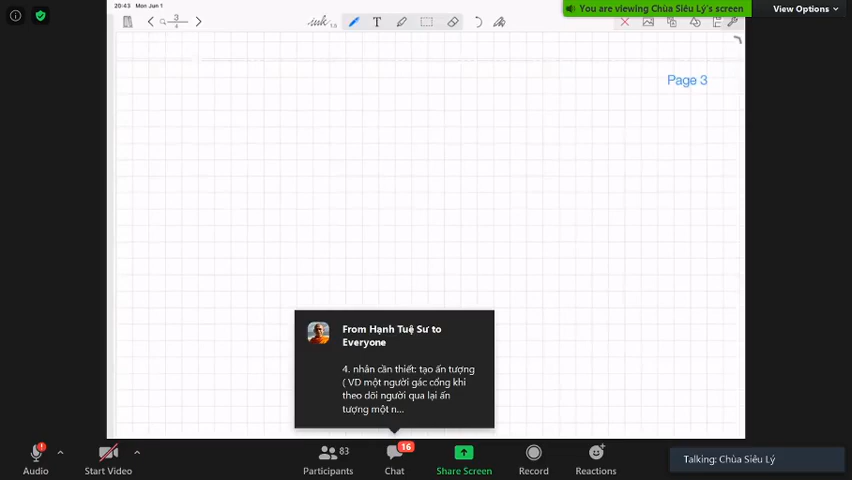 20:43 Mon Jun 1
You are viewing Chùa Siêu Lý's screen
View Options
3
4
ink
T
Page 3
From Hạnh Tuệ Sư to
Everyone
4. nhân cần thiết: tạo ấn tượng
( VD một người gác cổng khi
theo dõi người qua lại ấn
tượng một n...
Audio
Start Video
83
Participants
16
Chat
Share Screen
Record
Reactions
Talking: Chùa Siêu Lý